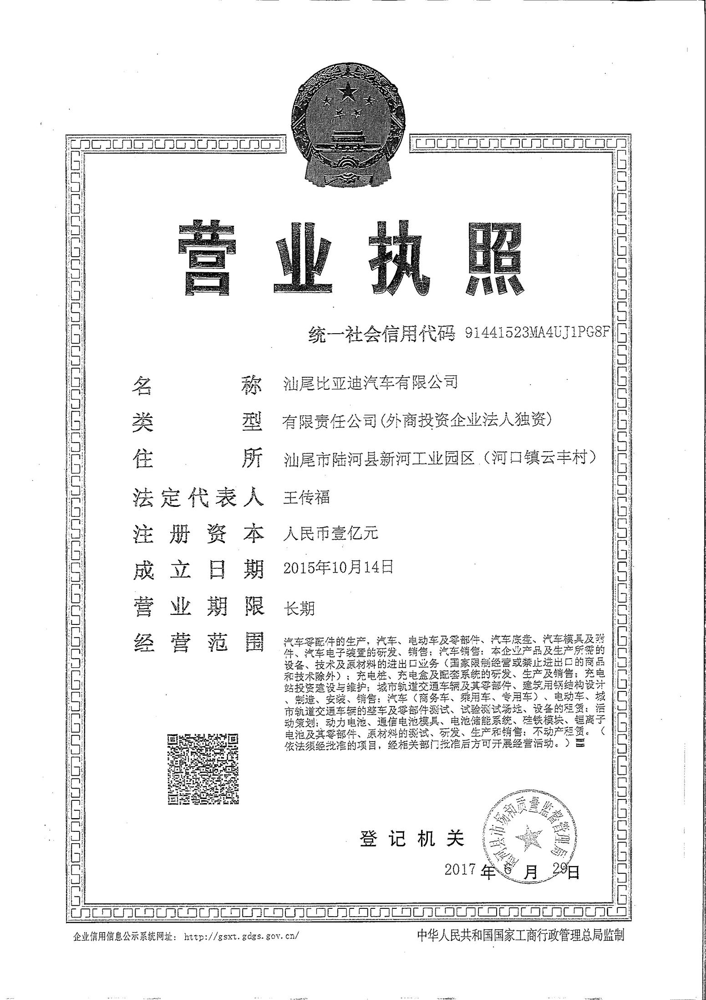 营业执照
统一社会信用代码 91441523MA4UJ1PG8F
名称 汕尾比亚迪汽车有限公司
类型 有限责任公司(外商投资企业法人独资)
住所 汕尾市陆河县新河工业园区（河口镇云丰村）
法定代表人 王传福
注册资本 人民币壹亿元
成立日期 2015年10月14日
营业期限 长期
经营范围 汽车零配件的生产，汽车、电动车及零部件、汽车底盘、汽车模具及附
件、汽车电子装置的研发、销售；汽车销售；本企业产品及生产所需的
设备、技术及原材料的进出口业务（国家限制经营或禁止进出口的商品
和技术除外）；充电桩、充电盒及配套系统的研发、生产及销售；充电
站投资建设与维护；城市轨道交通车辆及其零部件、建筑用钢结构设计
、制造、安装、销售；汽车（商务车、乘用车、专用车）、电动车、城
市轨道交通车辆的整车及零部件测试、试验测试场地、设备的租赁；活
动策划；动力电池、通信电池模具、电池储能系统、硅铁模块、锂离子
电池及其零部件、原材料的测试、研发、生产和销售；不动产租赁。（
依法须经批准的项目，经相关部门批准后方可开展经营活动。）〓
陆河县市场和质量监督管理局
登记机关
2017年6月29日
企业信用信息公示系统网址： http://gsxt.gdgs.gov.cn/
中华人民共和国国家工商行政管理总局监制